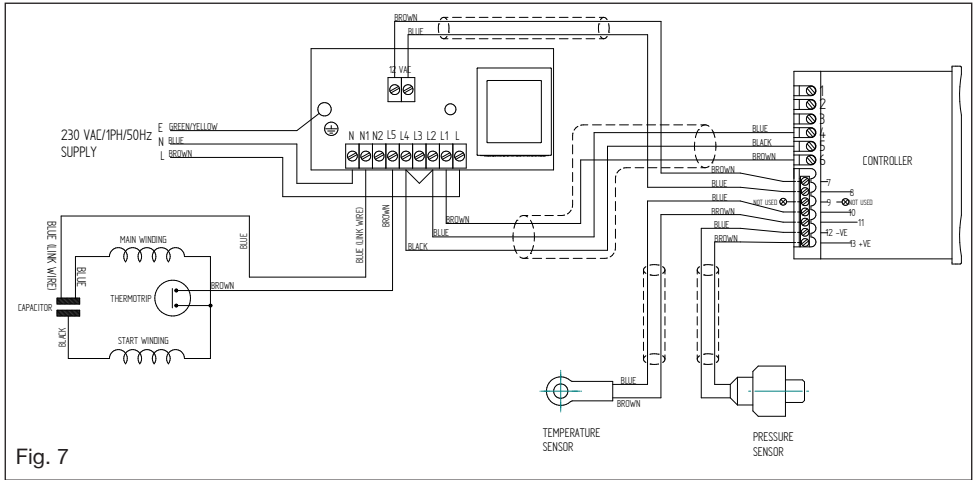 BROWN
BLUE
12 VAC
230 VAC/1PH/50Hz
SUPPLY
E GREEN/YELLOW
N BLUE
L BROWN
N N1 N2 L5 L4 L3 L2 L1 L
BLUE (LINK WIRE)
BROWN
BROWN
BLUE
BLACK
BLUE
BLACK
BROWN
1
2
3
4
5
6
CONTROLLER
BROWN
BLUE
BLUE
NOT USED
BROWN
BLUE
BROWN
7
8
9
NOT USED
10
11
12 -VE
13 +VE
BLUE (LINK WIRE)
BLUE
BLUE
MAIN WINDING
THERMOTRIP
BROWN
CAPACITOR
BLACK
START WINDING
BLUE
BROWN
TEMPERATURE
SENSOR
PRESSURE
SENSOR
Fig. 7